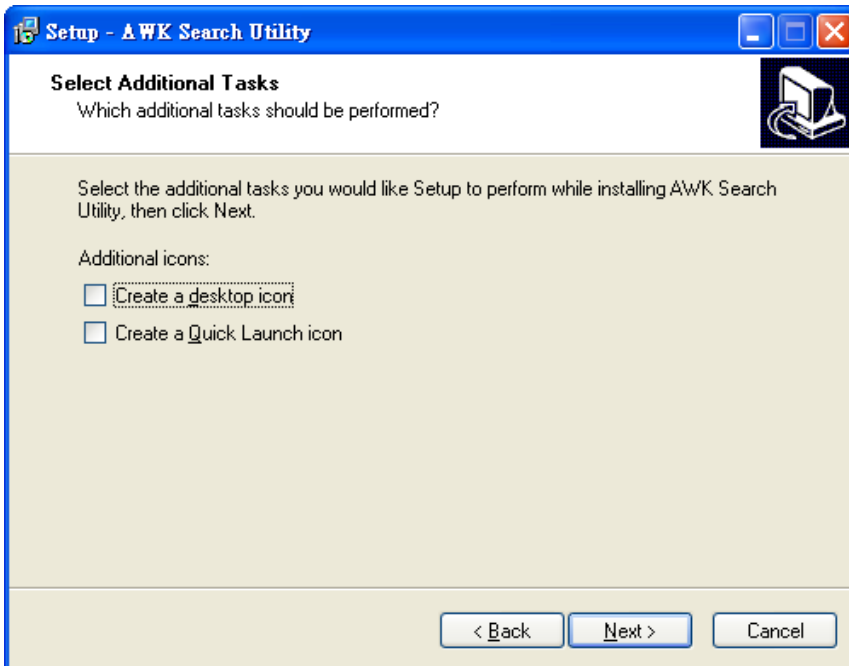 Setup - AWK Search Utility
Select Additional Tasks
Which additional tasks should be performed?
Select the additional tasks you would like Setup to perform while installing AWK Search
Utility, then click Next.
Additional icons:
Create a desktop icon
Create a Quick Launch icon
< Back Next > Cancel